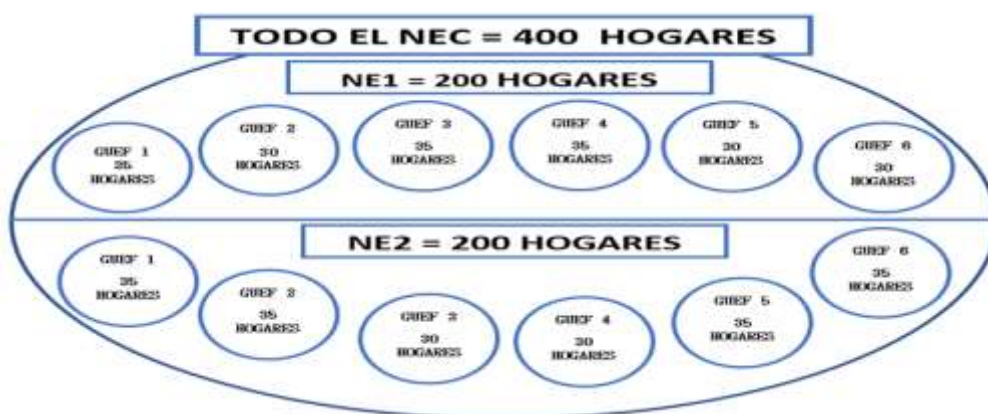 TODO EL NEC = 400 HOGARES
NE1 = 200 HOGARES
GUEF 1
35
HOGARES
GUEF 2
30
HOGARES
GUEF 3
35
HOGARES
GUEF 4
35
HOGARES
GUEF 5
30
HOGARES
GUEF 6
30
HOGARES
NE2 = 200 HOGARES
GUEF 1
35
HOGARES
GUEF 2
35
HOGARES
GUEF 3
30
HOGARES
GUEF 4
30
HOGARES
GUEF 5
35
HOGARES
GUEF 6
35
HOGARES